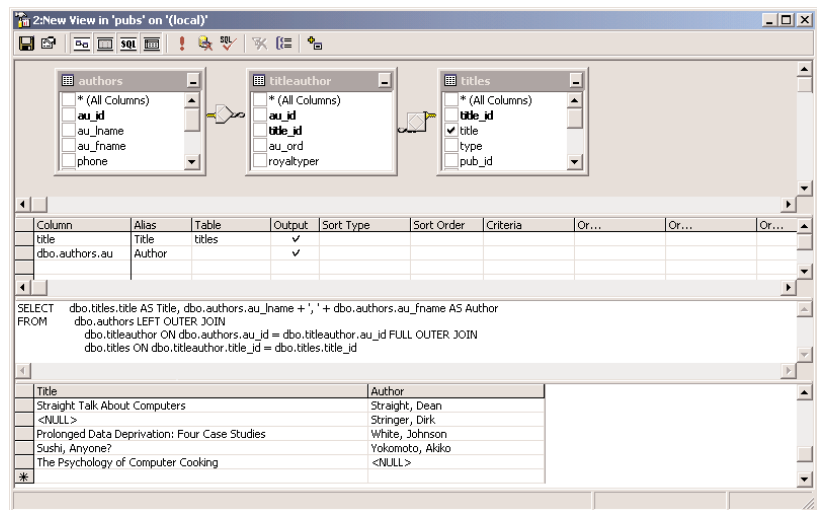 2:New View in 'pubs' on '(local)'
SQL
SQL
authors
titleauthor
titles
* (All Columns)
au_id
au_lname
au_fname
phone
* (All Columns)
au_id
title_id
au_ord
royaltyper
* (All Columns)
title_id
title
type
pub_id
Column Alias Table Output Sort Type Sort Order Criteria Or... Or... Or...
title Title titles
dbo.authors.au Author
SELECT dbo.titles.title AS Title, dbo.authors.au_lname + ', ' + dbo.authors.au_fname AS Author
FROM dbo.authors LEFT OUTER JOIN
dbo.titleauthor ON dbo.authors.au_id = dbo.titleauthor.au_id FULL OUTER JOIN
dbo.titles ON dbo.titleauthor.title_id = dbo.titles.title_id
Title Author
Straight Talk About Computers Straight, Dean
<NULL> Stringer, Dirk
Prolonged Data Deprivation: Four Case Studies White, Johnson
Sushi, Anyone? Yokomoto, Akiko
The Psychology of Computer Cooking <NULL>